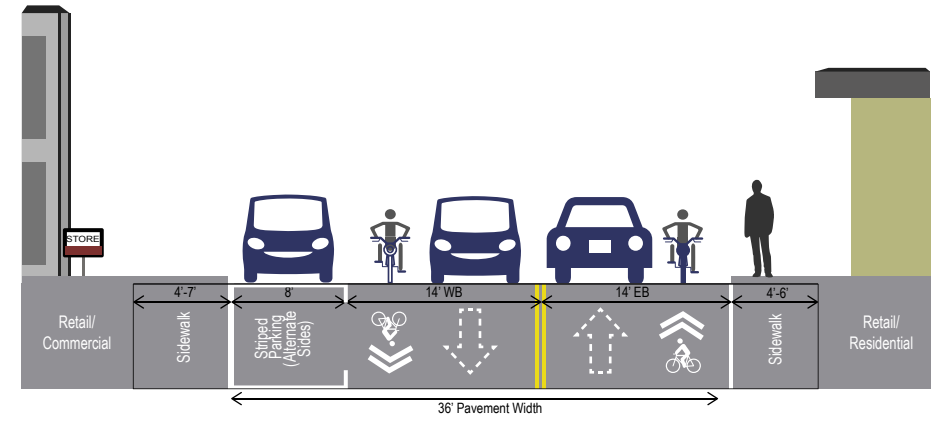 STORE
4'-7'
8'
14' WB
14' EB
4'-6'
Retail/
Commercial
Sidewalk
Striped
Parking
(Alternate
Sides)
Sidewalk
Retail/
Residential
36' Pavement Width